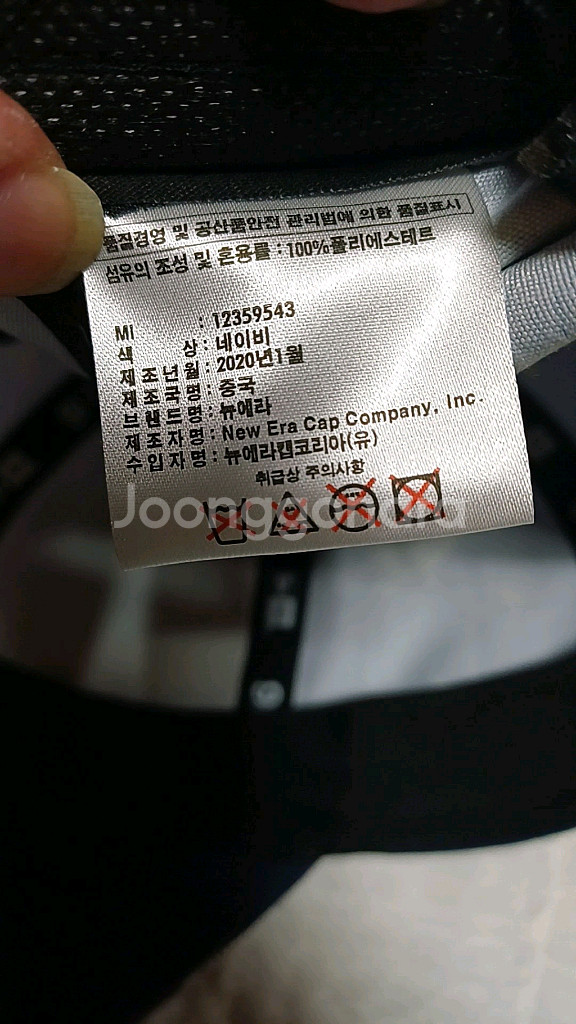 품질경영 및 공산품안전 관리법에 의한 품질표시
섬유의 조성 및 혼용률 : 100%폴리에스테르
MI : 12359543
색 상 : 네이비
제조년월 : 2020년1월
제조국명 : 중국
브랜드명 : 뉴에라
제조자명 : New Era Cap Company, Inc.
수입자명 : 뉴에라캡코리아(유)
취급상 주의사항
Joonggonara